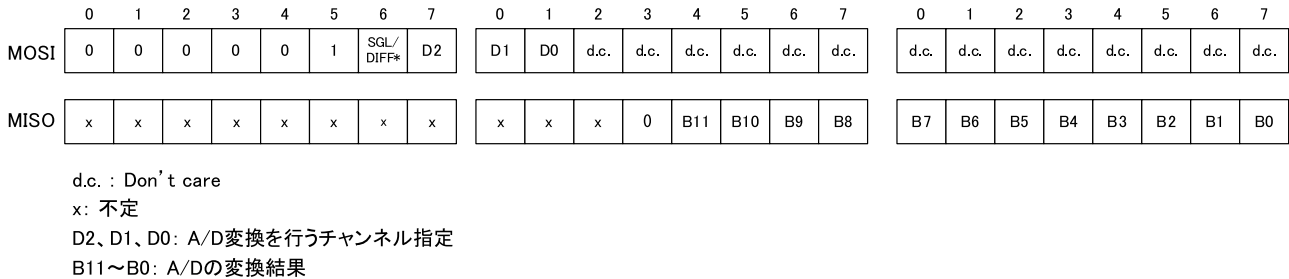 0 1 2 3 4 5 6 7 0 1 2 3 4 5 6 7 0 1 2 3 4 5 6 7
MOSI 0 0 0 0 0 1 SGL/DIFF* D2 D1 D0 d.c. d.c. d.c. d.c. d.c. d.c. d.c. d.c. d.c. d.c. d.c. d.c. d.c. d.c.
MISO x x x x x x x x x x x 0 B11 B10 B9 B8 B7 B6 B5 B4 B3 B2 B1 B0
d.c. : Don't care
x: 不定
D2、D1、D0: A/D変換を行うチャンネル指定
B11～B0: A/Dの変換結果